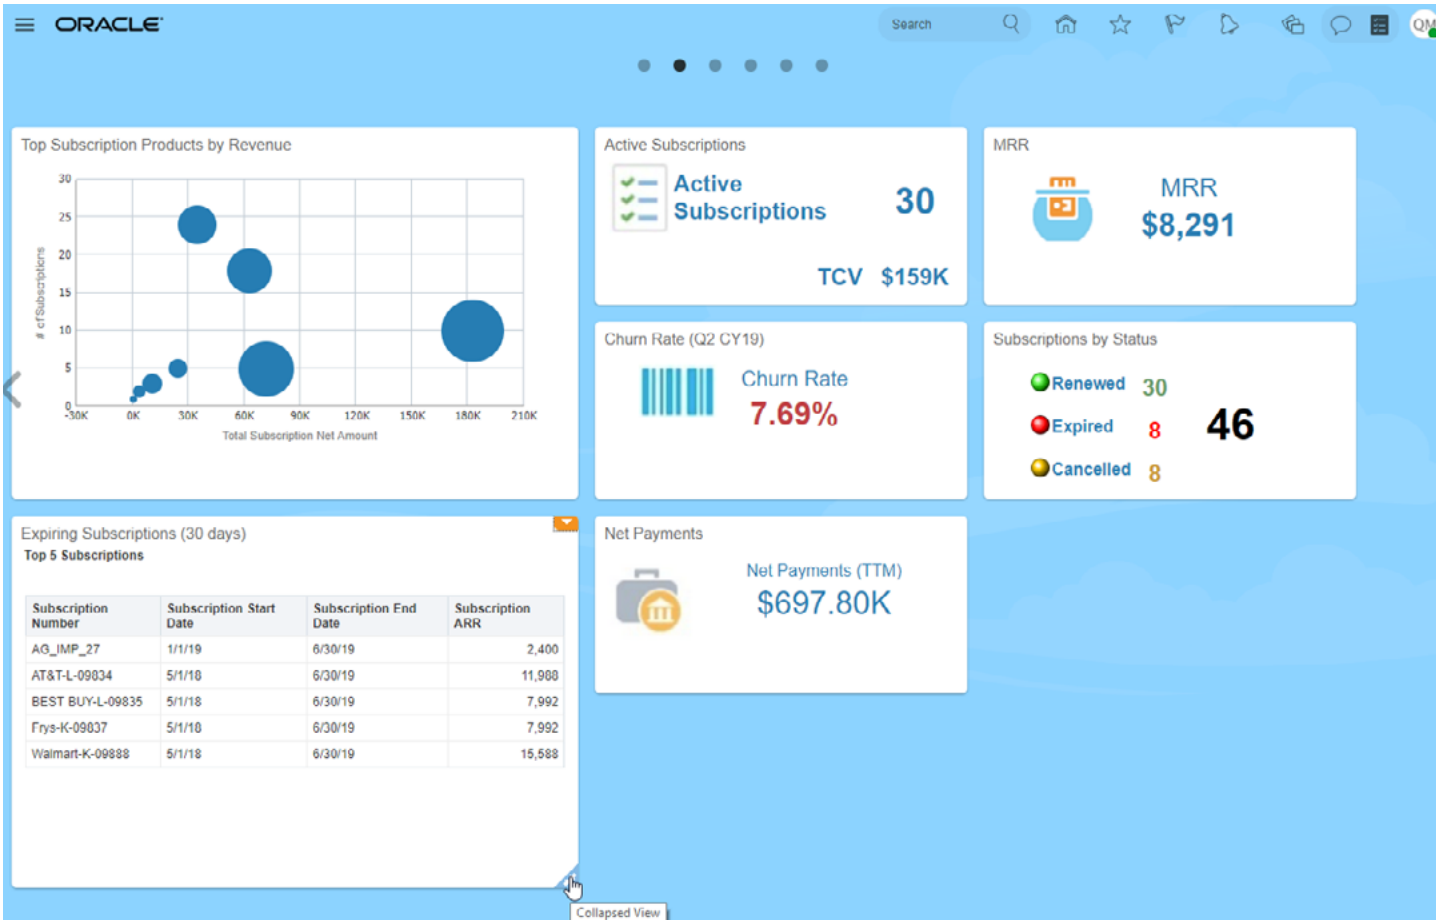 ORACLE
Search
QM
Top Subscription Products by Revenue
30
25
20
15
10
5
0
# of Subscriptions
-30K 0K 30K 60K 90K 120K 150K 180K 210K
Total Subscription Net Amount
Active Subscriptions
Active
Subscriptions
30
TCV $159K
MRR
MRR
$8,291
Churn Rate (Q2 CY19)
Churn Rate
7.69%
Subscriptions by Status
Renewed 30
Expired 8
Cancelled 8
46
Expiring Subscriptions (30 days)
Top 5 Subscriptions
Subscription Number Subscription Start Date Subscription End Date Subscription ARR
AG_IMP_27 1/1/19 6/30/19 2,400
AT&T-L-09834 5/1/18 6/30/19 11,988
BEST BUY-L-09835 5/1/18 6/30/19 7,992
Frys-K-09837 5/1/18 6/30/19 7,992
Walmart-K-09888 5/1/18 6/30/19 15,588
Net Payments
Net Payments (TTM)
$697.80K
Collapsed View